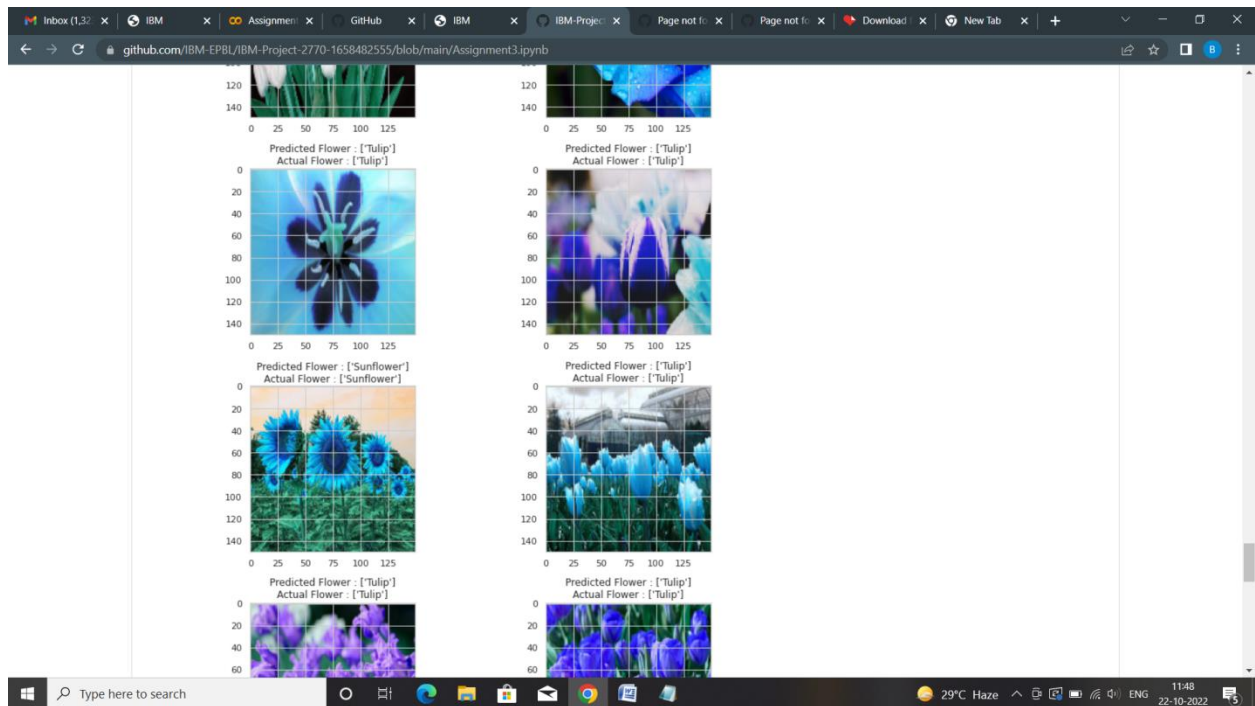 Inbox (1,32
IBM
Assignment
GitHub
IBM
IBM-Project
Page not fo
Page not fo
Download
New Tab
github.com/IBM-EPBL/IBM-Project-2770-1658482555/blob/main/Assignment3.ipynb
B
120
140
0 25 50 75 100 125
120
140
0 25 50 75 100 125
Predicted Flower : ['Tulip']
Actual Flower : ['Tulip']
0
20
40
60
80
100
120
140
0 25 50 75 100 125
Predicted Flower : ['Tulip']
Actual Flower : ['Tulip']
0
20
40
60
80
100
120
140
0 25 50 75 100 125
Predicted Flower : ['Sunflower']
Actual Flower : ['Sunflower']
0
20
40
60
80
100
120
140
0 25 50 75 100 125
Predicted Flower : ['Tulip']
Actual Flower : ['Tulip']
0
20
40
60
80
100
120
140
0 25 50 75 100 125
Predicted Flower : ['Tulip']
Actual Flower : ['Tulip']
0
20
40
60
Predicted Flower : ['Tulip']
Actual Flower : ['Tulip']
0
20
40
60
Type here to search
29°C Haze
ENG
11:48
22-10-2022
5